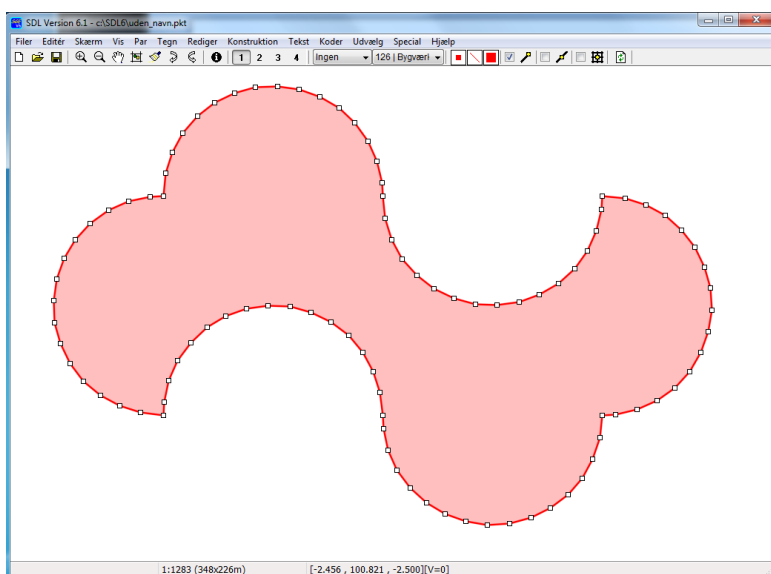 SDL Version 6.1 - c:\SDL6\uden_navn.pkt
Filer Editér Skærm Vis Par Tegn Rediger Konstruktion Tekst Koder Udvælg Special Hjælp
1 2 3 4 Ingen 126 | Bygværk
1:1283 (348x226m) [-2.456 , 100.821 , -2.500][V=0]